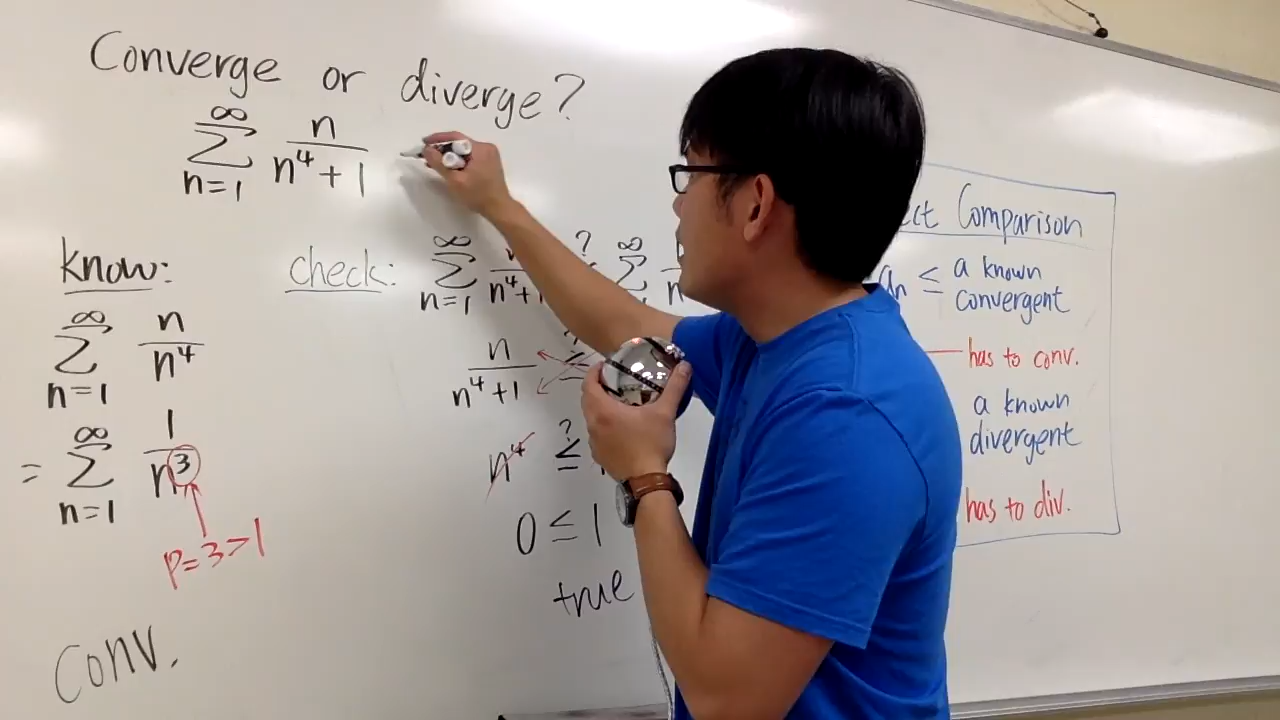 Converge or diverge?
∞
Σ n/(n⁴+1)
n=1
know:
∞
Σ n/n⁴
n=1
∞
= Σ 1/n³
n=1
p=3>1
Conv.
check:
∞ ? ∞
Σ n⁴+1 Σ
n=1
n/(n⁴+1) ?
n⁴ ?≤
0 ≤ 1
true
Comparison
aₙ ≤ a known
convergent
has to conv.
a known
divergent
has to div.